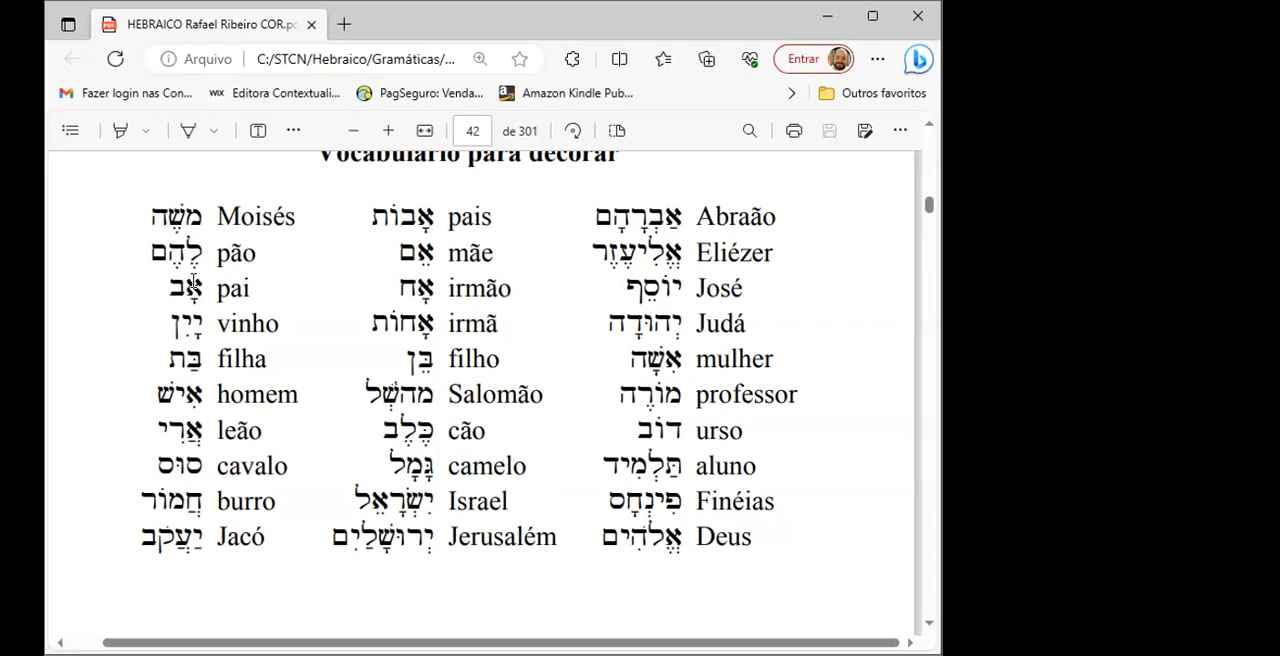 HEBRAICO Rafael Ribeiro COR.pd
Arquivo C:/STCN/Hebraico/Gramáticas/... Entrar
Fazer login nas Con... WIX Editora Contextuali... PagSeguro: Venda... Amazon Kindle Pub... Outros favoritos
42 de 301
Vocabulário para decorar
מֹשֶׁה Moisés אָבוֹת pais אַבְרָהָם Abraão
לֶהֶם pão אֵם mãe אֱלִיעֶזֶר Eliézer
אָב pai אָח irmão יוֹסֵף José
יָיִן vinho אָחוֹת irmã יְהוּדָה Judá
בַּת filha בֵּן filho אִשָּׁה mulher
אִישׁ homem מהשְׁל Salomão מוֹרֶה professor
אֲרִי leão כֶּלֶב cão דוֹב urso
סוּס cavalo גָּמָל camelo תַּלְמִיד aluno
חֲמוֹר burro יִשְׂרָאֵל Israel פִינְחָס Finéias
יַעֲקֹב Jacó יְרוּשָׁלַיִם Jerusalém אֱלֹהִים Deus